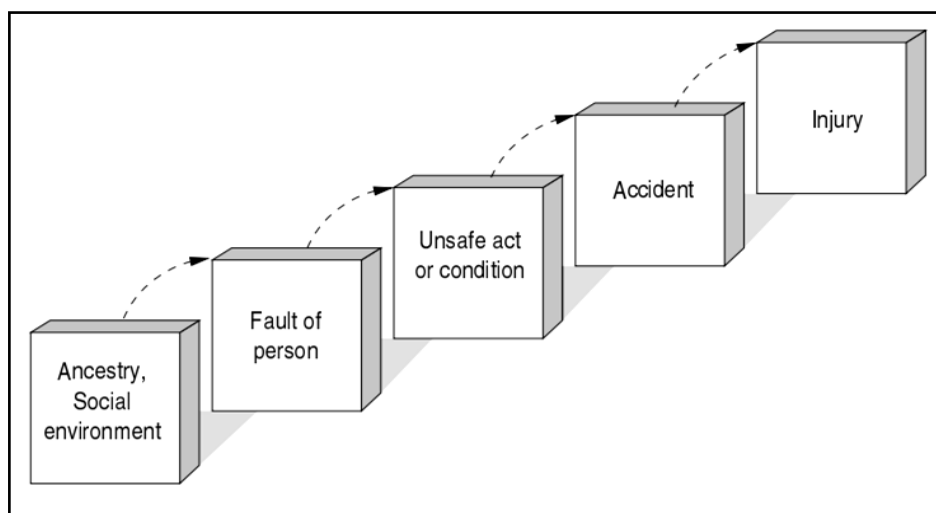 Ancestry,
Social
environment
Fault of
person
Unsafe act
or condition
Accident
Injury